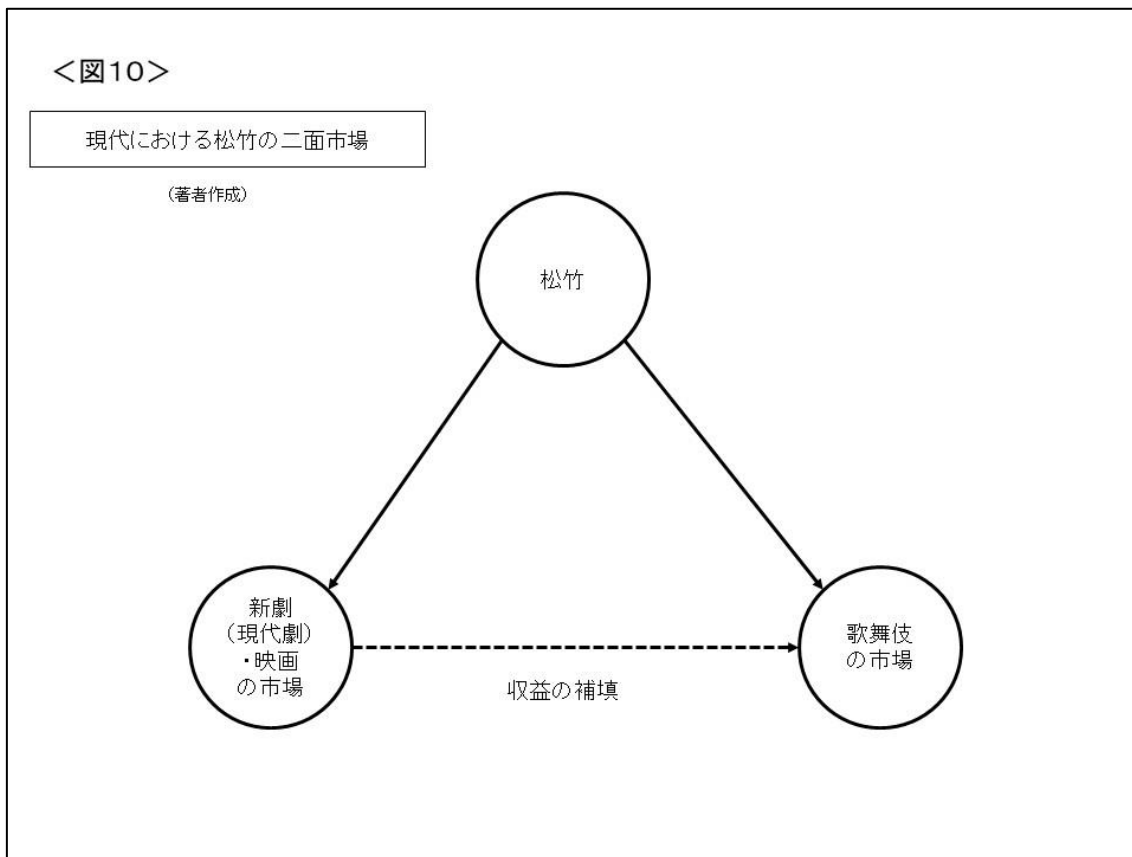 ＜図１０＞
現代における松竹の二面市場
（著者作成）
松竹
新劇
（現代劇）
・映画
の市場
歌舞伎
の市場
収益の補填